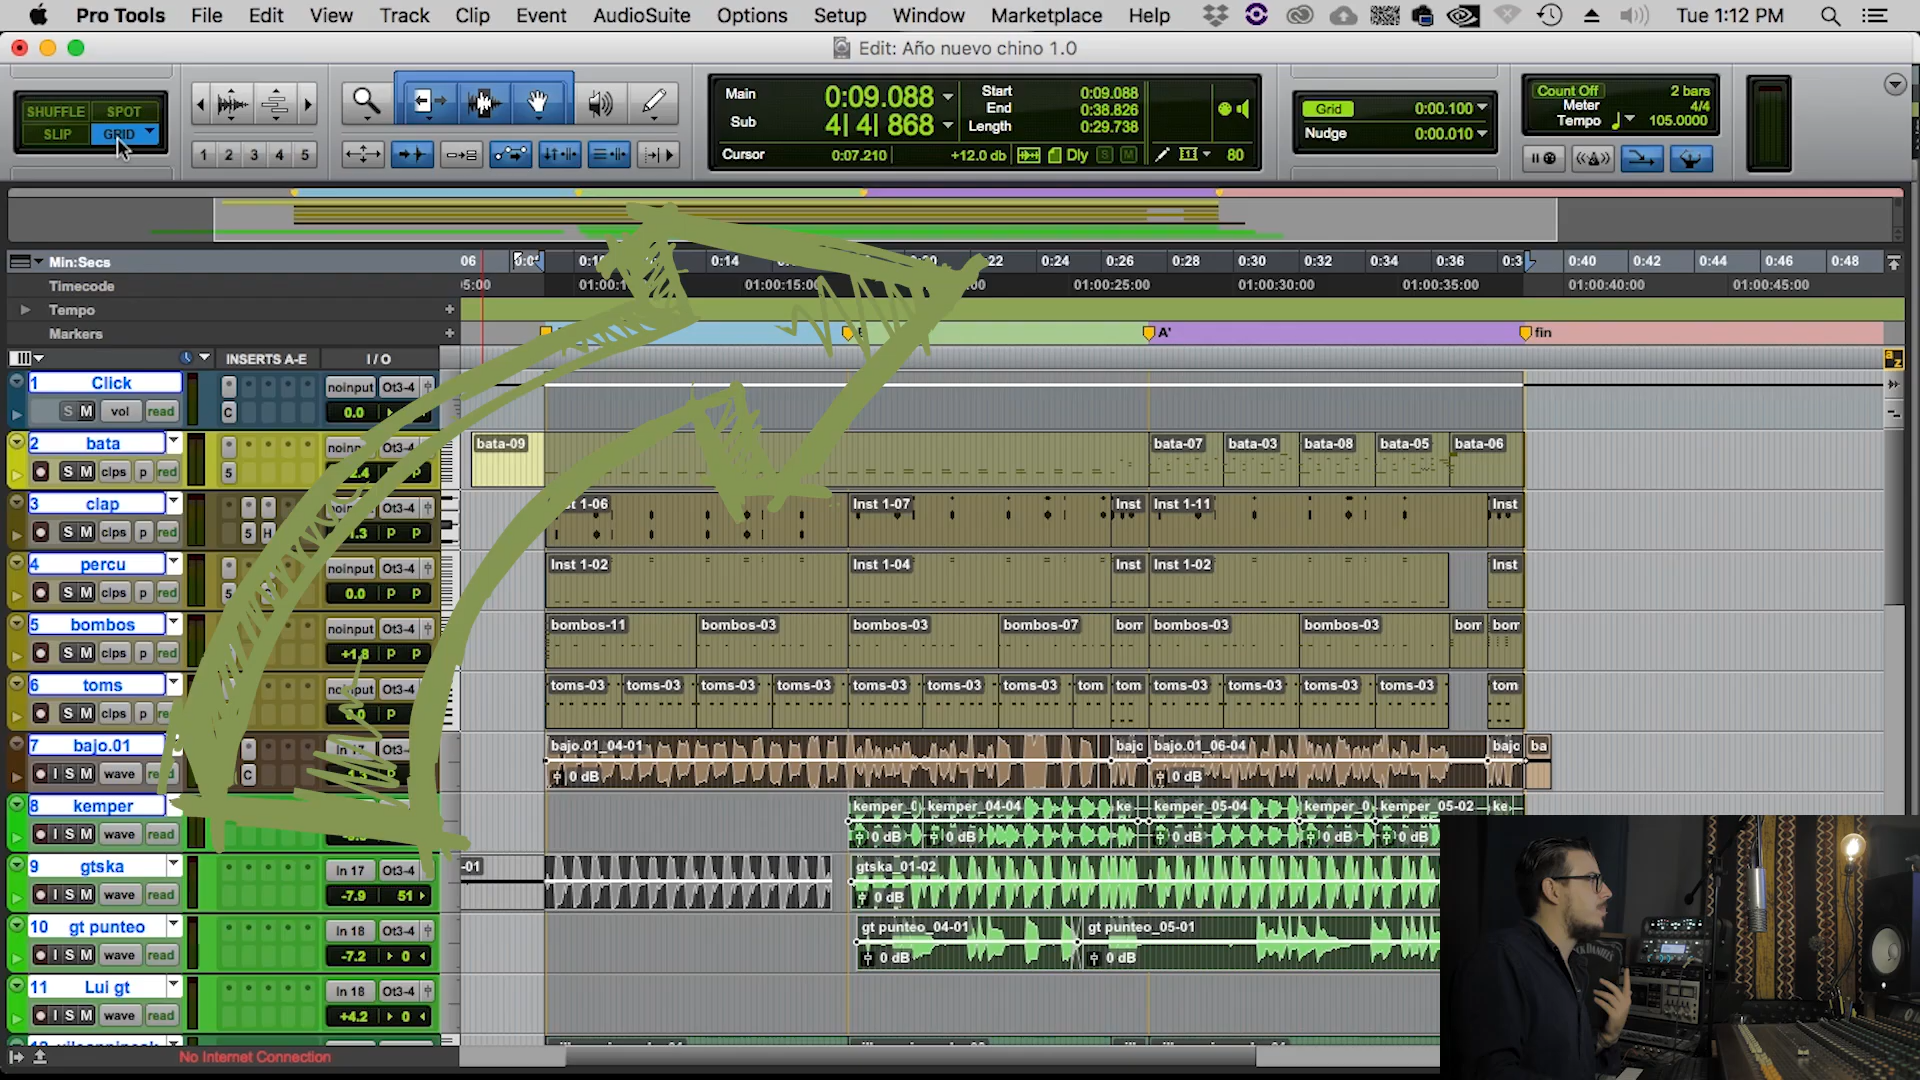 Pro Tools File Edit View Track Clip Event AudioSuite Options Setup Window Marketplace Help Tue 1:12 PM
Edit: Año nuevo chino 1.0
SHUFFLE SPOT
SLIP GRID
1 2 3 4 5
Main 0:09.088
Sub 4| 4| 868
Start 0:09.088
End 0:38.826
Length 0:29.738
Cursor 0:07.210 +12.0 db Dly S M 80
Grid 0:00.100
Nudge 0:00.010
Count Off 2 bars
Meter 4/4
Tempo 105.0000
Min:Secs 06 0:14 0:24 0:26 0:28 0:30 0:32 0:34 0:36 0:40 0:42 0:44 0:46 0:48
Timecode 01:00:15:00 01:00:25:00 01:00:30:00 01:00:35:00 01:00:40:00 01:00:45:00
Tempo
Markers A' fin
INSERTS A-E I / O
1 Click noinput Ot3-4
S M vol read C 0.0
2 bata bata-09 bata-07 bata-03 bata-08 bata-05 bata-06
S M clps p red 5 P
3 clap Ot3-4 Inst 1-07 Inst Inst 1-11 Inst
S M clps p red 5 H P P
4 percu noinput Ot3-4 Inst 1-02 Inst 1-04 Inst Inst 1-02 Inst
S M clps p red 5 0.0 P P
5 bombos noinput Ot3-4 bombos-11 bombos-03 bombos-03 bombos-07 bom bombos-03 bombos-03 bom bom
S M clps p red +1.8 P P
6 toms Ot3-4 toms-03 toms-03 toms-03 toms-03 toms-03 toms-03 toms-03 tom tom toms-03 toms-03 toms-03 toms-03 tom
S M clps p P
7 bajo.01 In 17 bajo.01_04-01 bajo bajo.01_06-04 bajo ba
I S M wave C 0 dB 0 dB
8 kemper kemper_0 kemper_04-04 ke kemper_05-04 kemper_0 kemper_05-02 ke
I S M wave read 0 dB 0 dB 0 dB 0 dB 0 dB
9 gtska In 17 Ot3-4 -01 gtska_01-02
I S M wave read -7.9 51 0 dB
10 gt punteo In 18 Ot3-4 gt punteo_04-01 gt punteo_05-01
I S M wave read -7.2 0 0 dB 0 dB
11 Lui gt In 18 Ot3-4
I S M wave read +4.2 0
No Internet Connection